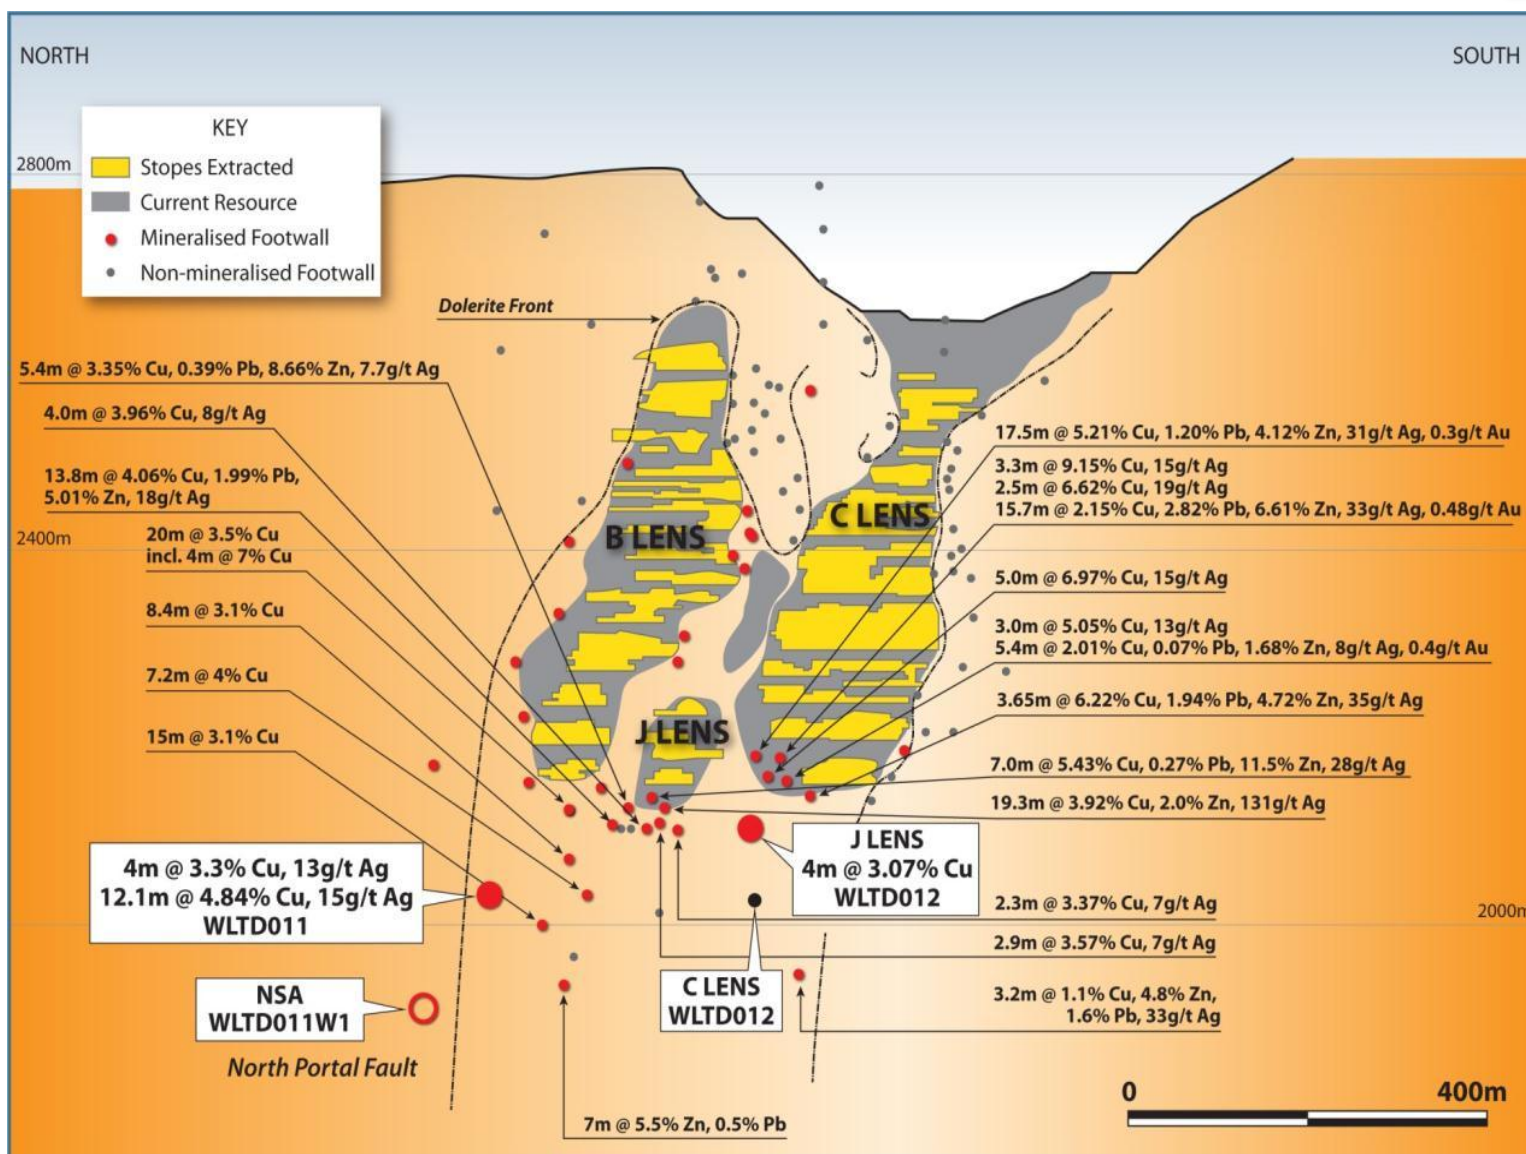 NORTH
SOUTH
KEY
Stopes Extracted
Current Resource
Mineralised Footwall
Non-mineralised Footwall
2800m
Dolerite Front
5.4m @ 3.35% Cu, 0.39% Pb, 8.66% Zn, 7.7g/t Ag
4.0m @ 3.96% Cu, 8g/t Ag
13.8m @ 4.06% Cu, 1.99% Pb,
5.01% Zn, 18g/t Ag
2400m
20m @ 3.5% Cu
incl. 4m @ 7% Cu
8.4m @ 3.1% Cu
7.2m @ 4% Cu
15m @ 3.1% Cu
B LENS
C LENS
J LENS
17.5m @ 5.21% Cu, 1.20% Pb, 4.12% Zn, 31g/t Ag, 0.3g/t Au
3.3m @ 9.15% Cu, 15g/t Ag
2.5m @ 6.62% Cu, 19g/t Ag
15.7m @ 2.15% Cu, 2.82% Pb, 6.61% Zn, 33g/t Ag, 0.48g/t Au
5.0m @ 6.97% Cu, 15g/t Ag
3.0m @ 5.05% Cu, 13g/t Ag
5.4m @ 2.01% Cu, 0.07% Pb, 1.68% Zn, 8g/t Ag, 0.4g/t Au
3.65m @ 6.22% Cu, 1.94% Pb, 4.72% Zn, 35g/t Ag
7.0m @ 5.43% Cu, 0.27% Pb, 11.5% Zn, 28g/t Ag
19.3m @ 3.92% Cu, 2.0% Zn, 131g/t Ag
4m @ 3.3% Cu, 13g/t Ag
12.1m @ 4.84% Cu, 15g/t Ag
WLTD011
J LENS
4m @ 3.07% Cu
WLTD012
2.3m @ 3.37% Cu, 7g/t Ag
2000m
2.9m @ 3.57% Cu, 7g/t Ag
C LENS
WLTD012
3.2m @ 1.1% Cu, 4.8% Zn,
1.6% Pb, 33g/t Ag
NSA
WLTD011W1
North Portal Fault
7m @ 5.5% Zn, 0.5% Pb
0
400m